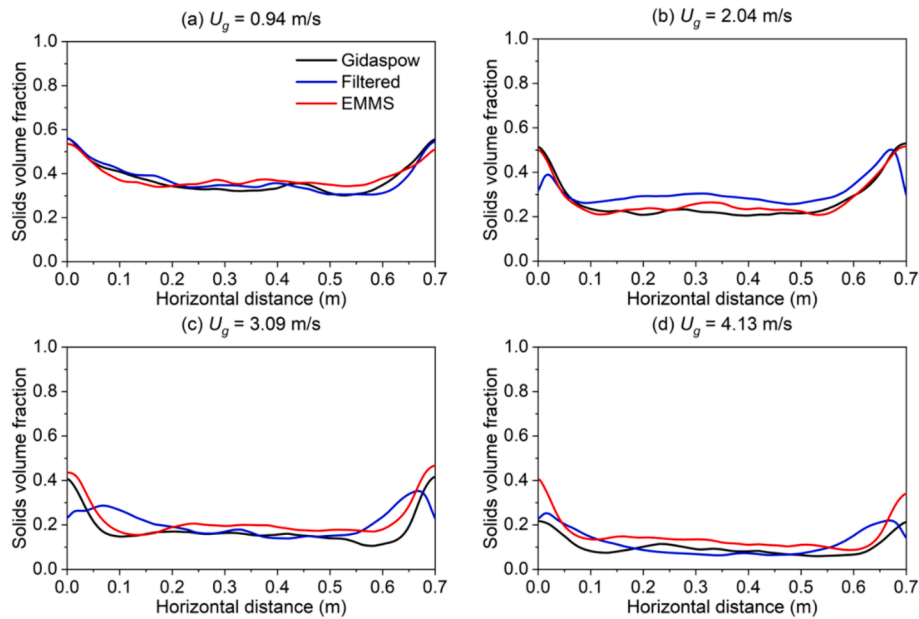 (a) U_g = 0.94 m/s
Solids volume fraction
1.0
0.8
0.6
0.4
0.2
0.0
Gidaspow
Filtered
EMMS
0.0 0.1 0.2 0.3 0.4 0.5 0.6 0.7
Horizontal distance (m)
(b) U_g = 2.04 m/s
Solids volume fraction
1.0
0.8
0.6
0.4
0.2
0.0
0.0 0.1 0.2 0.3 0.4 0.5 0.6 0.7
Horizontal distance (m)
(c) U_g = 3.09 m/s
Solids volume fraction
1.0
0.8
0.6
0.4
0.2
0.0
0.0 0.1 0.2 0.3 0.4 0.5 0.6 0.7
Horizontal distance (m)
(d) U_g = 4.13 m/s
Solids volume fraction
1.0
0.8
0.6
0.4
0.2
0.0
0.0 0.1 0.2 0.3 0.4 0.5 0.6 0.7
Horizontal distance (m)